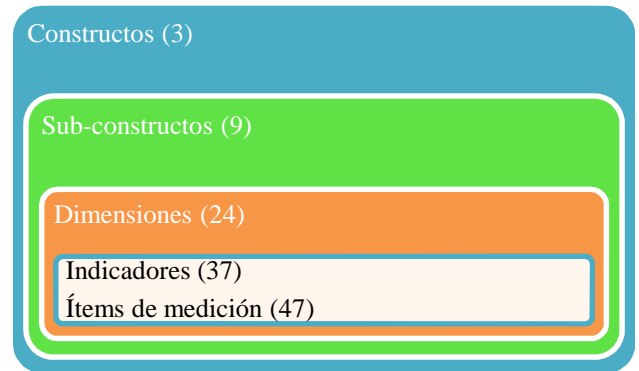 Constructos (3)
Sub-constructos (9)
Dimensiones (24)
Indicadores (37)
Ítems de medición (47)